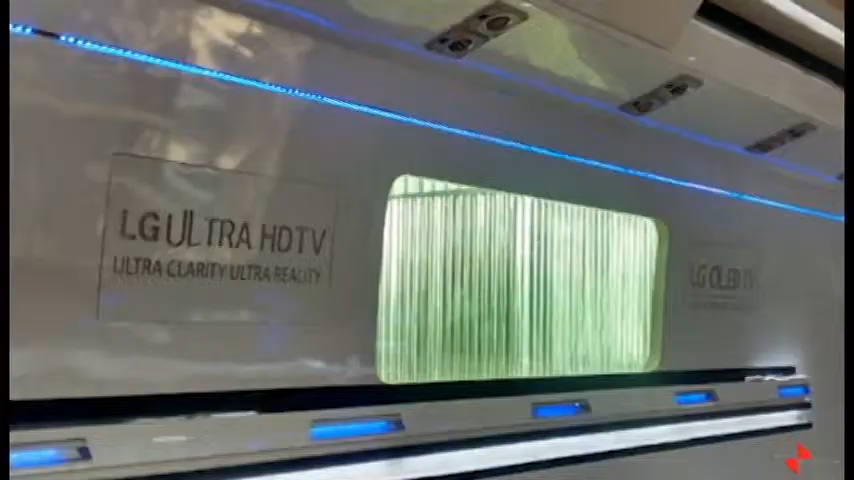 LG ULTRA HDTV
ULTRA CLARITY ULTRA REALITY
LG OLED TV